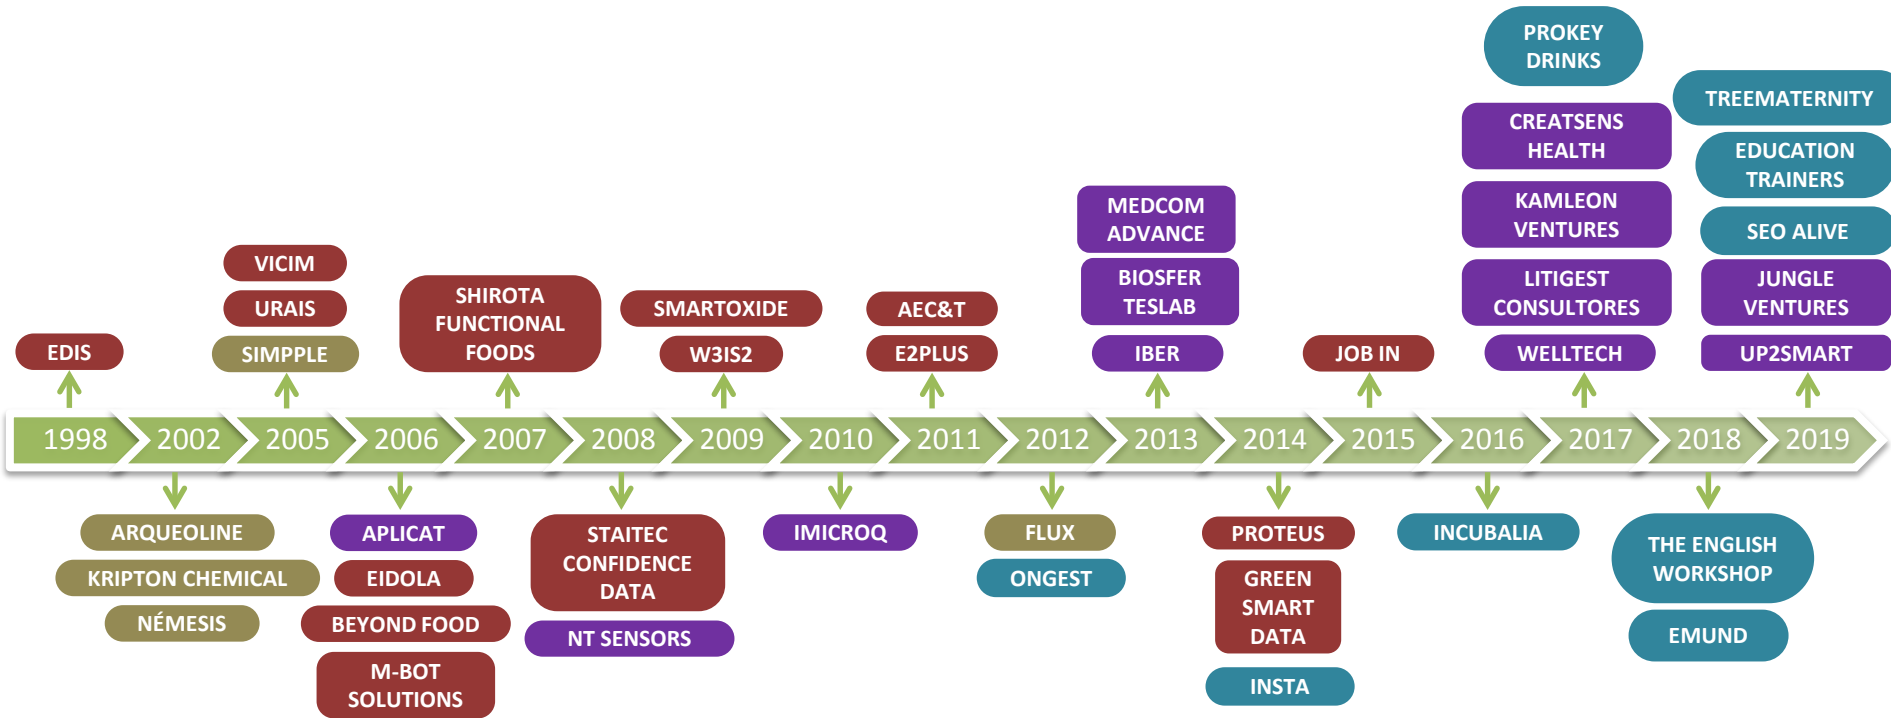 PROKEY
DRINKS
CREATSENS
HEALTH
KAMLEON
VENTURES
LITIGEST
CONSULTORES
WELLTECH
TREEMATERNITY
EDUCATION
TRAINERS
SEO ALIVE
JUNGLE
VENTURES
UP2SMART
MEDCOM
ADVANCE
BIOSFER
TESLAB
IBER
VICIM
URAIS
SIMPPLE
SHIROTA
FUNCTIONAL
FOODS
SMARTOXIDE
W3IS2
AEC&T
E2PLUS
JOB IN
EDIS
1998 2002 2005 2006 2007 2008 2009 2010 2011 2012 2013 2014 2015 2016 2017 2018 2019
ARQUEOLINE
KRIPTON CHEMICAL
NÉMESIS
APLICAT
EIDOLA
BEYOND FOOD
M-BOT
SOLUTIONS
STAITEC
CONFIDENCE
DATA
NT SENSORS
IMICROQ
FLUX
ONGEST
PROTEUS
GREEN
SMART
DATA
INSTA
INCUBALIA
THE ENGLISH
WORKSHOP
EMUND